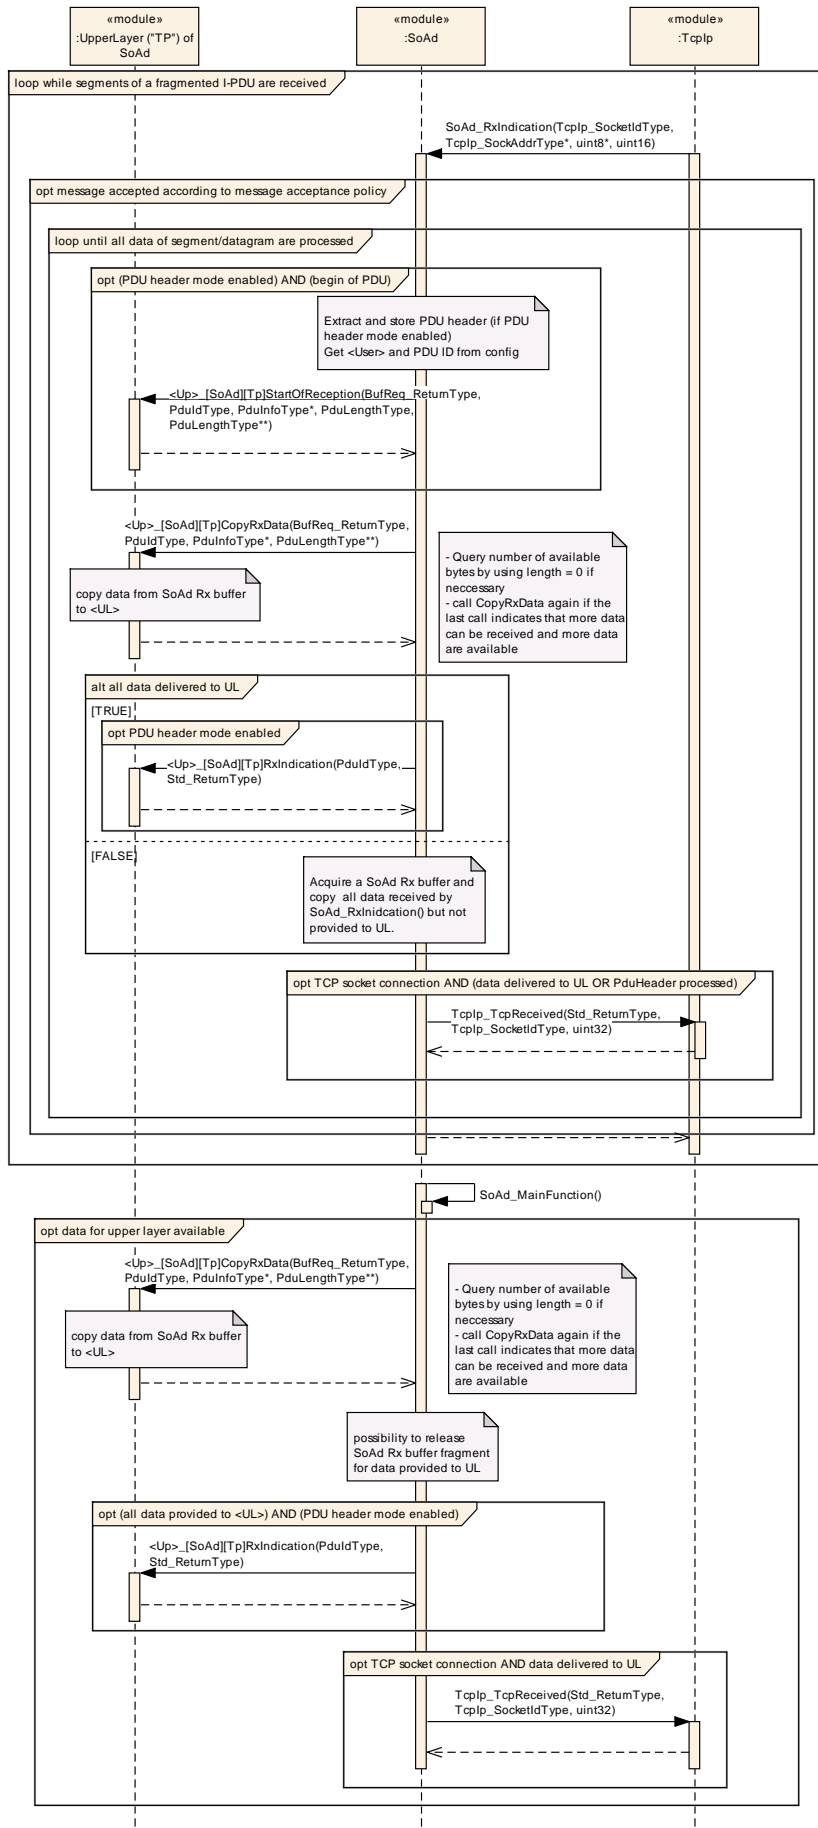 «module»
:UpperLayer ("TP") of
SoAd
«module»
:SoAd
«module»
:TcpIp
loop while segments of a fragmented I-PDU are received
SoAd_RxIndication(TcpIp_SocketIdType,
TcpIp_SockAddrType*, uint8*, uint16)
opt message accepted according to message acceptance policy
loop until all data of segment/datagram are processed
opt (PDU header mode enabled) AND (begin of PDU)
Extract and store PDU header (if PDU
header mode enabled)
Get <User> and PDU ID from config
<Up>_[SoAd][Tp]StartOfReception(BufReq_ReturnType,
PduIdType, PduInfoType*, PduLengthType,
PduLengthType**)
<Up>_[SoAd][Tp]CopyRxData(BufReq_ReturnType,
PduIdType, PduInfoType*, PduLengthType**)
- Query number of available
bytes by using length = 0 if
neccessary
- call CopyRxData again if the
last call indicates that more data
can be received and more data
are available
copy data from SoAd Rx buffer
to <UL>
alt all data delivered to UL
[TRUE]
opt PDU header mode enabled
<Up>_[SoAd][Tp]RxIndication(PduIdType,
Std_ReturnType)
[FALSE]
Acquire a SoAd Rx buffer and
copy  all data received by
SoAd_RxInidcation() but not
provided to UL.
opt TCP socket connection AND (data delivered to UL OR PduHeader processed)
TcpIp_TcpReceived(Std_ReturnType,
TcpIp_SocketIdType, uint32)
SoAd_MainFunction()
opt data for upper layer available
<Up>_[SoAd][Tp]CopyRxData(BufReq_ReturnType,
PduIdType, PduInfoType*, PduLengthType**)
- Query number of available
bytes by using length = 0 if
neccessary
- call CopyRxData again if the
last call indicates that more data
can be received and more data
are available
copy data from SoAd Rx buffer
to <UL>
possibility to release
SoAd Rx buffer fragment
for data provided to UL
opt (all data provided to <UL>) AND (PDU header mode enabled)
<Up>_[SoAd][Tp]RxIndication(PduIdType,
Std_ReturnType)
opt TCP socket connection AND data delivered to UL
TcpIp_TcpReceived(Std_ReturnType,
TcpIp_SocketIdType, uint32)